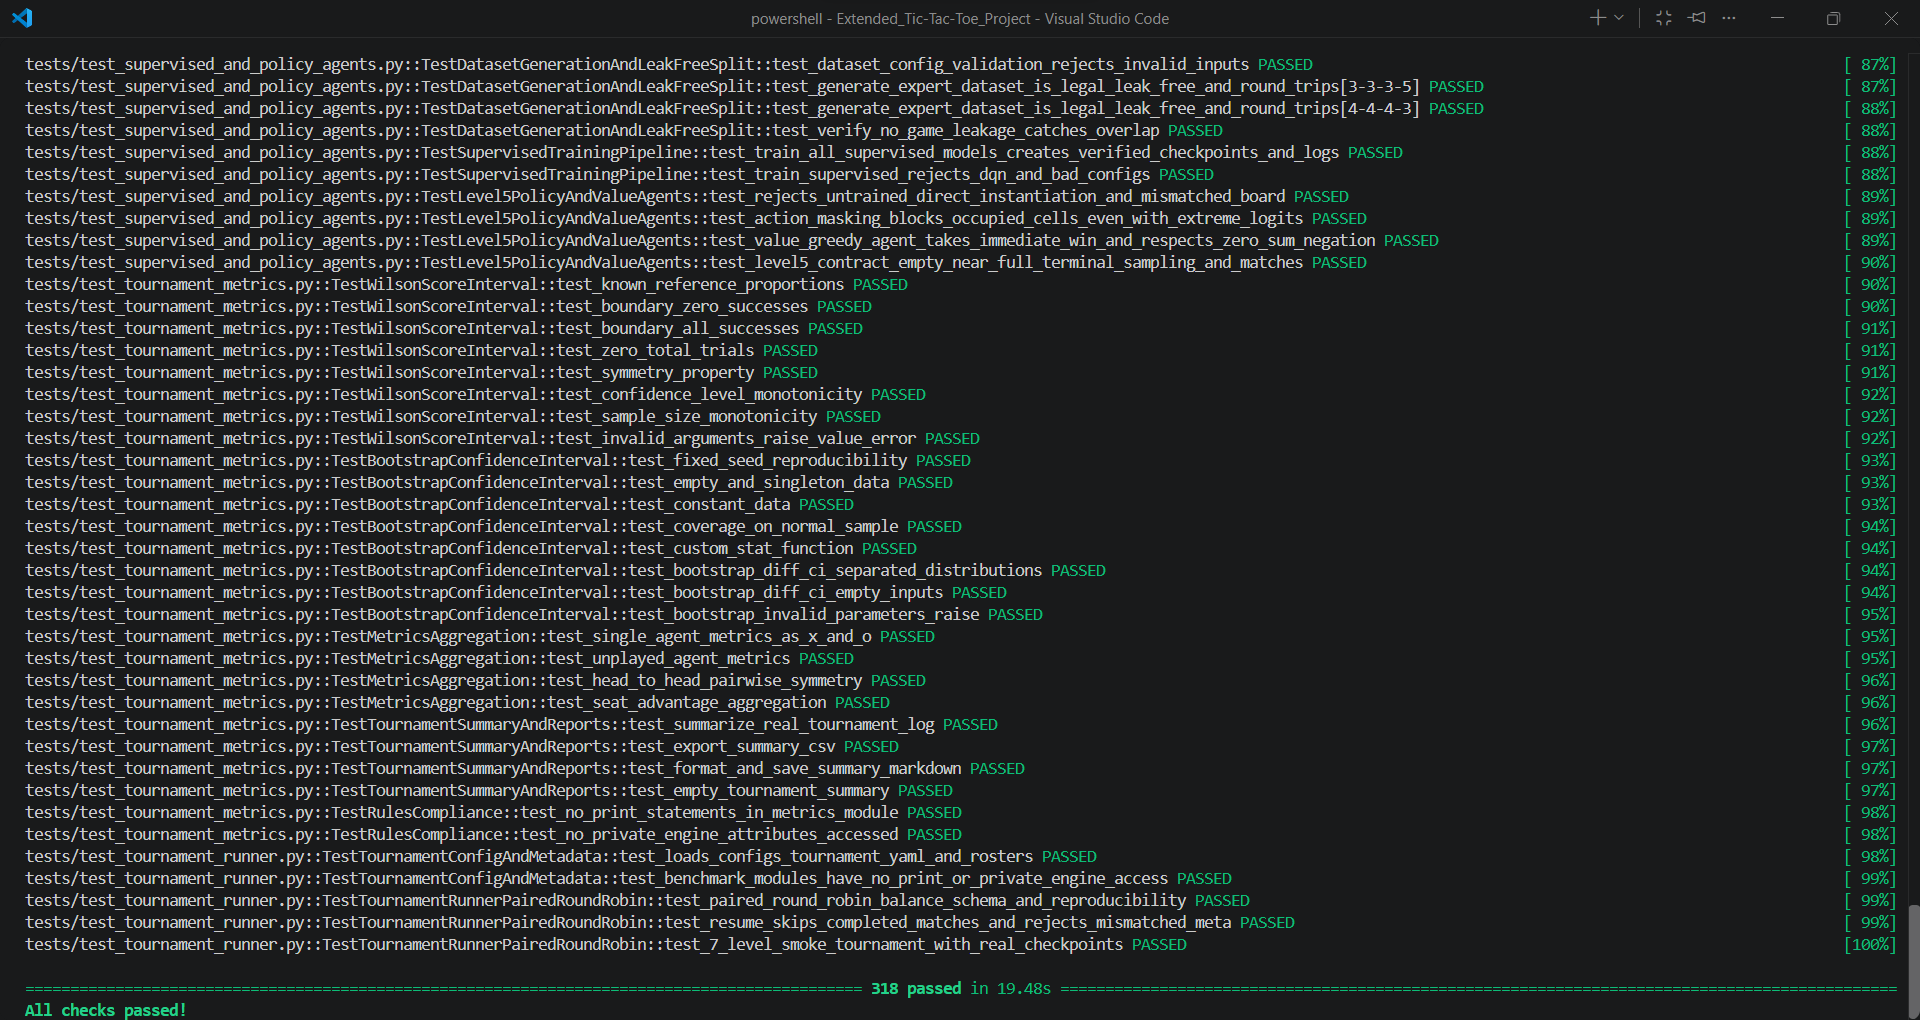 powershell - Extended_Tic-Tac-Toe_Project - Visual Studio Code
tests/test_supervised_and_policy_agents.py::TestDatasetGenerationAndLeakFreeSplit::test_dataset_config_validation_rejects_invalid_inputs PASSED [ 87%]
tests/test_supervised_and_policy_agents.py::TestDatasetGenerationAndLeakFreeSplit::test_generate_expert_dataset_is_legal_leak_free_and_round_trips[3-3-3-5] PASSED [ 87%]
tests/test_supervised_and_policy_agents.py::TestDatasetGenerationAndLeakFreeSplit::test_generate_expert_dataset_is_legal_leak_free_and_round_trips[4-4-4-3] PASSED [ 88%]
tests/test_supervised_and_policy_agents.py::TestDatasetGenerationAndLeakFreeSplit::test_verify_no_game_leakage_catches_overlap PASSED [ 88%]
tests/test_supervised_and_policy_agents.py::TestSupervisedTrainingPipeline::test_train_all_supervised_models_creates_verified_checkpoints_and_logs PASSED [ 88%]
tests/test_supervised_and_policy_agents.py::TestSupervisedTrainingPipeline::test_train_supervised_rejects_dqn_and_bad_configs PASSED [ 88%]
tests/test_supervised_and_policy_agents.py::TestLevel5PolicyAndValueAgents::test_rejects_untrained_direct_instantiation_and_mismatched_board PASSED [ 89%]
tests/test_supervised_and_policy_agents.py::TestLevel5PolicyAndValueAgents::test_action_masking_blocks_occupied_cells_even_with_extreme_logits PASSED [ 89%]
tests/test_supervised_and_policy_agents.py::TestLevel5PolicyAndValueAgents::test_value_greedy_agent_takes_immediate_win_and_respects_zero_sum_negation PASSED [ 89%]
tests/test_supervised_and_policy_agents.py::TestLevel5PolicyAndValueAgents::test_level5_contract_empty_near_full_terminal_sampling_and_matches PASSED [ 90%]
tests/test_tournament_metrics.py::TestWilsonScoreInterval::test_known_reference_proportions PASSED [ 90%]
tests/test_tournament_metrics.py::TestWilsonScoreInterval::test_boundary_zero_successes PASSED [ 90%]
tests/test_tournament_metrics.py::TestWilsonScoreInterval::test_boundary_all_successes PASSED [ 91%]
tests/test_tournament_metrics.py::TestWilsonScoreInterval::test_zero_total_trials PASSED [ 91%]
tests/test_tournament_metrics.py::TestWilsonScoreInterval::test_symmetry_property PASSED [ 91%]
tests/test_tournament_metrics.py::TestWilsonScoreInterval::test_confidence_level_monotonicity PASSED [ 92%]
tests/test_tournament_metrics.py::TestWilsonScoreInterval::test_sample_size_monotonicity PASSED [ 92%]
tests/test_tournament_metrics.py::TestWilsonScoreInterval::test_invalid_arguments_raise_value_error PASSED [ 92%]
tests/test_tournament_metrics.py::TestBootstrapConfidenceInterval::test_fixed_seed_reproducibility PASSED [ 93%]
tests/test_tournament_metrics.py::TestBootstrapConfidenceInterval::test_empty_and_singleton_data PASSED [ 93%]
tests/test_tournament_metrics.py::TestBootstrapConfidenceInterval::test_constant_data PASSED [ 93%]
tests/test_tournament_metrics.py::TestBootstrapConfidenceInterval::test_coverage_on_normal_sample PASSED [ 94%]
tests/test_tournament_metrics.py::TestBootstrapConfidenceInterval::test_custom_stat_function PASSED [ 94%]
tests/test_tournament_metrics.py::TestBootstrapConfidenceInterval::test_bootstrap_diff_ci_separated_distributions PASSED [ 94%]
tests/test_tournament_metrics.py::TestBootstrapConfidenceInterval::test_bootstrap_diff_ci_empty_inputs PASSED [ 94%]
tests/test_tournament_metrics.py::TestBootstrapConfidenceInterval::test_bootstrap_invalid_parameters_raise PASSED [ 95%]
tests/test_tournament_metrics.py::TestMetricsAggregation::test_single_agent_metrics_as_x_and_o PASSED [ 95%]
tests/test_tournament_metrics.py::TestMetricsAggregation::test_unplayed_agent_metrics PASSED [ 95%]
tests/test_tournament_metrics.py::TestMetricsAggregation::test_head_to_head_pairwise_symmetry PASSED [ 96%]
tests/test_tournament_metrics.py::TestMetricsAggregation::test_seat_advantage_aggregation PASSED [ 96%]
tests/test_tournament_metrics.py::TestTournamentSummaryAndReports::test_summarize_real_tournament_log PASSED [ 96%]
tests/test_tournament_metrics.py::TestTournamentSummaryAndReports::test_export_summary_csv PASSED [ 97%]
tests/test_tournament_metrics.py::TestTournamentSummaryAndReports::test_format_and_save_summary_markdown PASSED [ 97%]
tests/test_tournament_metrics.py::TestTournamentSummaryAndReports::test_empty_tournament_summary PASSED [ 97%]
tests/test_tournament_metrics.py::TestRulesCompliance::test_no_print_statements_in_metrics_module PASSED [ 98%]
tests/test_tournament_metrics.py::TestRulesCompliance::test_no_private_engine_attributes_accessed PASSED [ 98%]
tests/test_tournament_runner.py::TestTournamentConfigAndMetadata::test_loads_configs_tournament_yaml_and_rosters PASSED [ 98%]
tests/test_tournament_runner.py::TestTournamentConfigAndMetadata::test_benchmark_modules_have_no_print_or_private_engine_access PASSED [ 99%]
tests/test_tournament_runner.py::TestTournamentRunnerPairedRoundRobin::test_paired_round_robin_balance_schema_and_reproducibility PASSED [ 99%]
tests/test_tournament_runner.py::TestTournamentRunnerPairedRoundRobin::test_resume_skips_completed_matches_and_rejects_mismatched_meta PASSED [ 99%]
tests/test_tournament_runner.py::TestTournamentRunnerPairedRoundRobin::test_7_level_smoke_tournament_with_real_checkpoints PASSED [100%]
============================================================================================= 318 passed in 19.48s =============================================================================================
All checks passed!